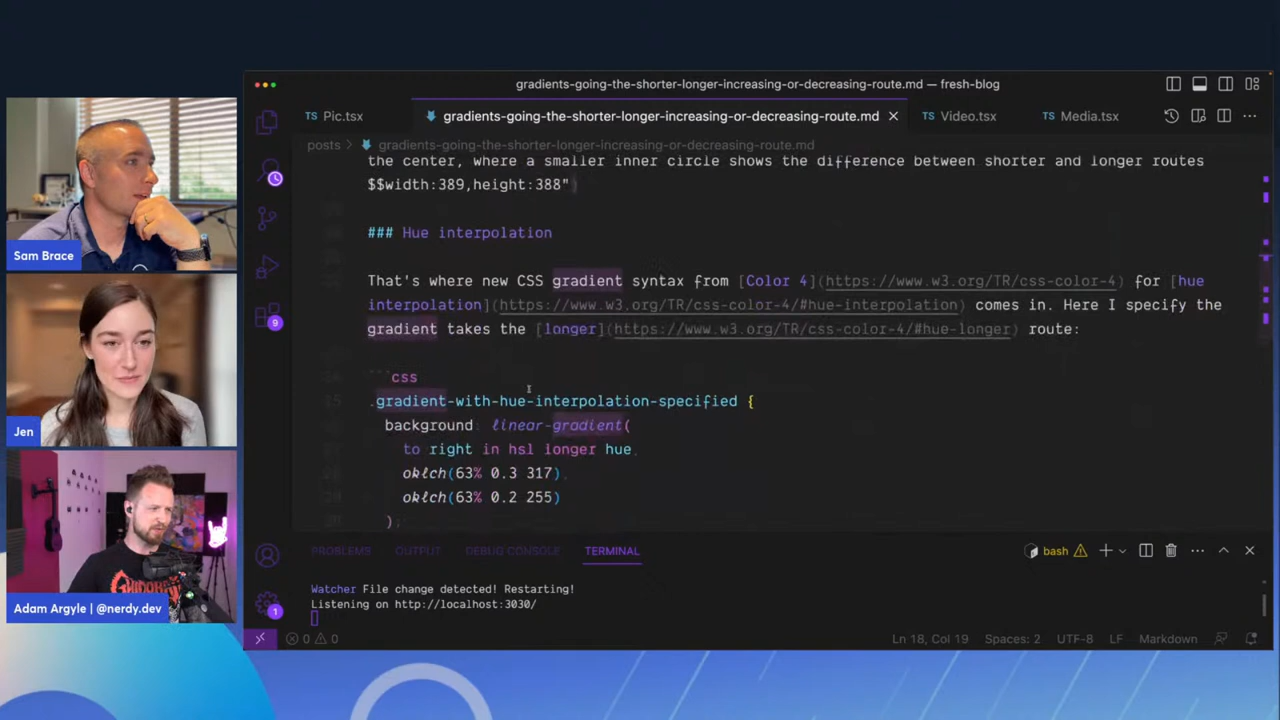 gradients-going-the-shorter-longer-increasing-or-decreasing-route.md — fresh-blog
TS Pic.tsx
gradients-going-the-shorter-longer-increasing-or-decreasing-route.md
TS Video.tsx
TS Media.tsx
posts > gradients-going-the-shorter-longer-increasing-or-decreasing-route.md
the center, where a smaller inner circle shows the difference between shorter and longer routes
$$width:389,height:388")
### Hue interpolation
That's where new CSS gradient syntax from [Color 4](https://www.w3.org/TR/css-color-4) for [hue
interpolation](https://www.w3.org/TR/css-color-4/#hue-interpolation) comes in. Here I specify the
gradient takes the [longer](https://www.w3.org/TR/css-color-4/#hue-longer) route:
```css
.gradient-with-hue-interpolation-specified {
background: linear-gradient(
to right in hsl longer hue,
oklch(63% 0.3 317),
oklch(63% 0.2 255)
);
9
1
Sam Brace
Jen
Adam Argyle | @nerdy.dev
PROBLEMS OUTPUT DEBUG CONSOLE TERMINAL
bash
Watcher File change detected! Restarting!
Listening on http://localhost:3030/
0 0
Ln 18, Col 19 Spaces: 2 UTF-8 LF Markdown